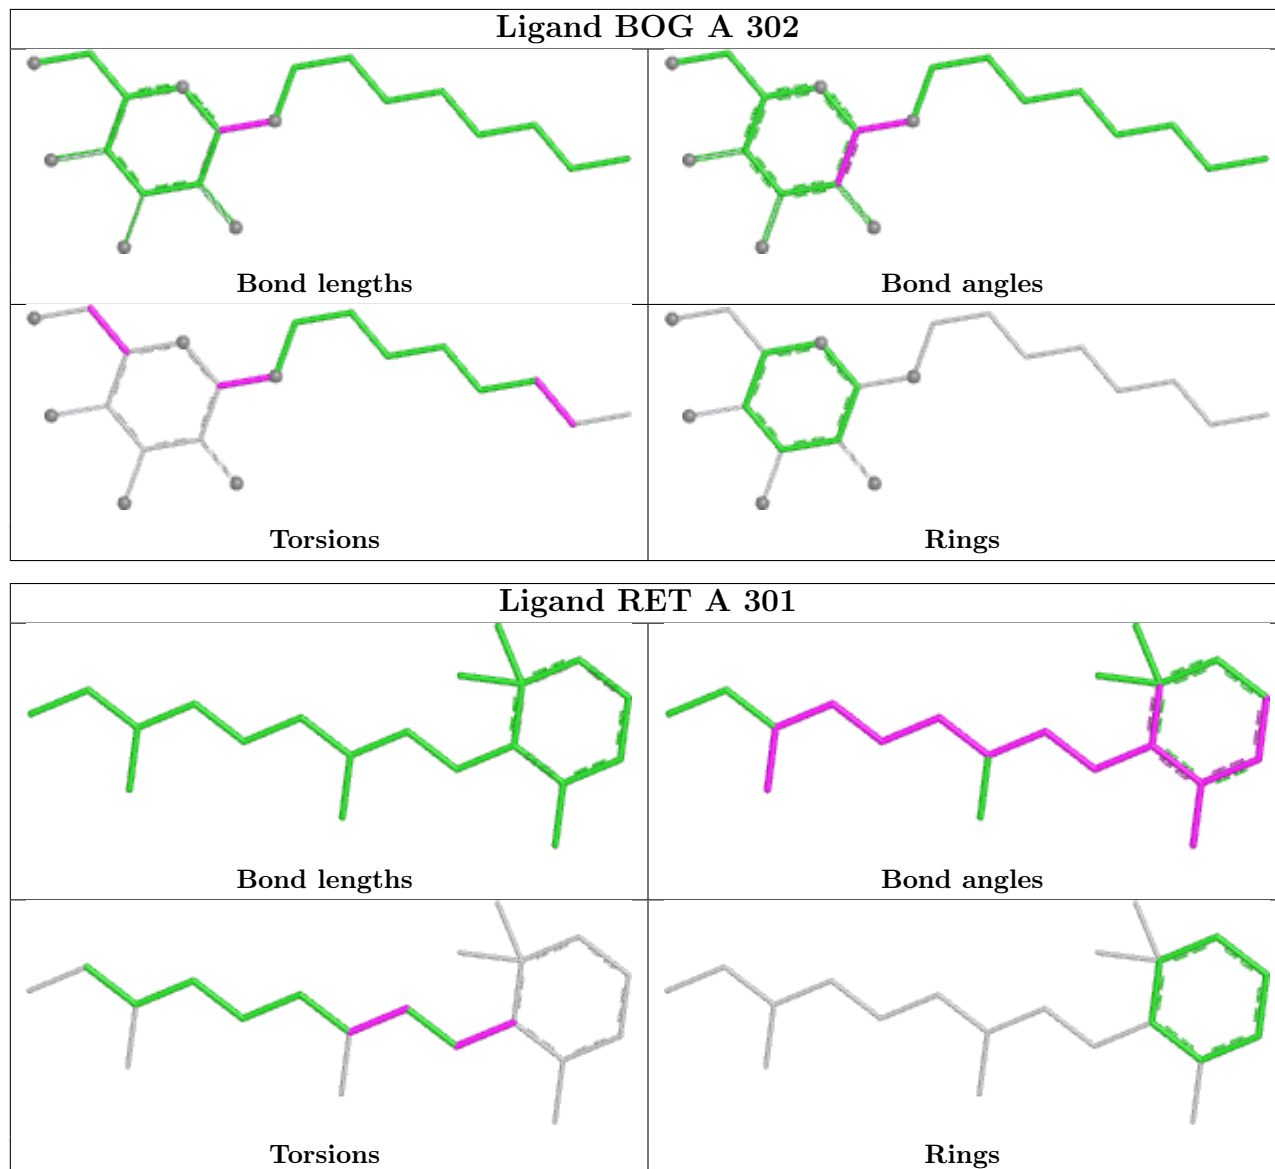 Ligand BOG A 302
Bond lengths
Bond angles
Torsions
Rings
Ligand RET A 301
Bond lengths
Bond angles
Torsions
Rings